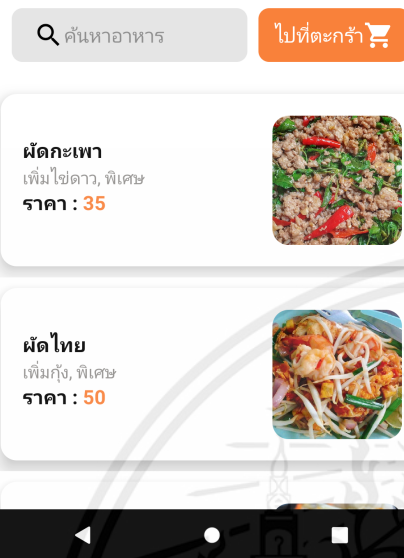 ค้นหาอาหาร ไปที่ตะกร้า
ผัดกะเพา
เพิ่มไข่ดาว, พิเศษ
ราคา : 35
ผัดไทย
เพิ่มกุ้ง, พิเศษ
ราคา : 50